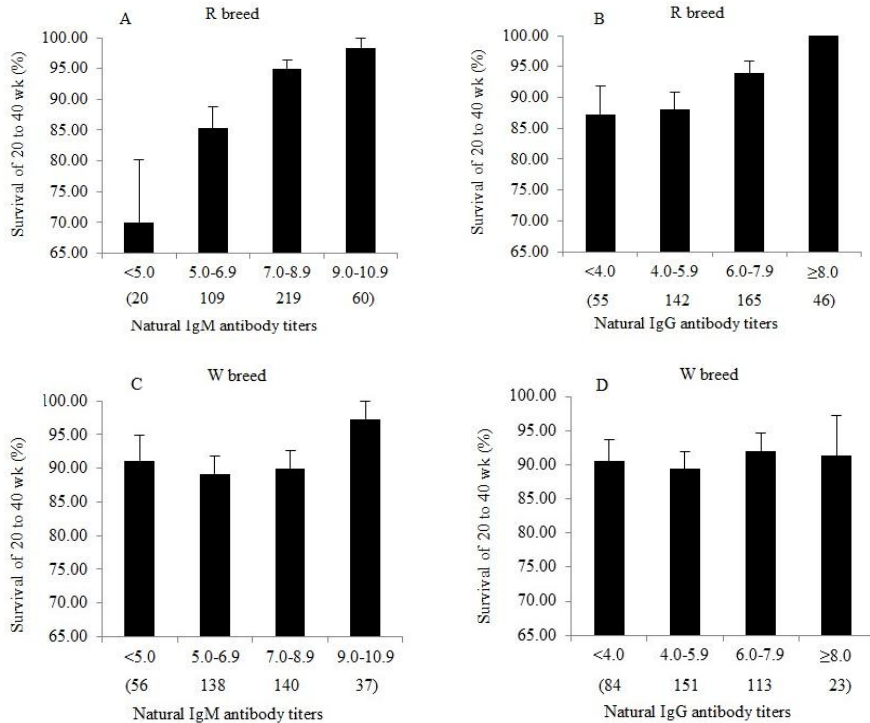 A
R breed
Survival of 20 to 40 wk (%)
100.00
95.00
90.00
85.00
80.00
75.00
70.00
65.00
<5.0 5.0-6.9 7.0-8.9 9.0-10.9
(20 109 219 60)
Natural IgM antibody titers
B
R breed
Survival of 20 to 40 wk (%)
100.00
95.00
90.00
85.00
80.00
75.00
70.00
65.00
<4.0 4.0-5.9 6.0-7.9 ≥8.0
(55 142 165 46)
Natural IgG antibody titers
C
W breed
Survival of 20 to 40 wk (%)
100.00
95.00
90.00
85.00
80.00
75.00
70.00
65.00
<5.0 5.0-6.9 7.0-8.9 9.0-10.9
(56 138 140 37)
Natural IgM antibody titers
D
W breed
Survival of 20 to 40 wk (%)
100.00
95.00
90.00
85.00
80.00
75.00
70.00
65.00
<4.0 4.0-5.9 6.0-7.9 ≥8.0
(84 151 113 23)
Natural IgG antibody titers